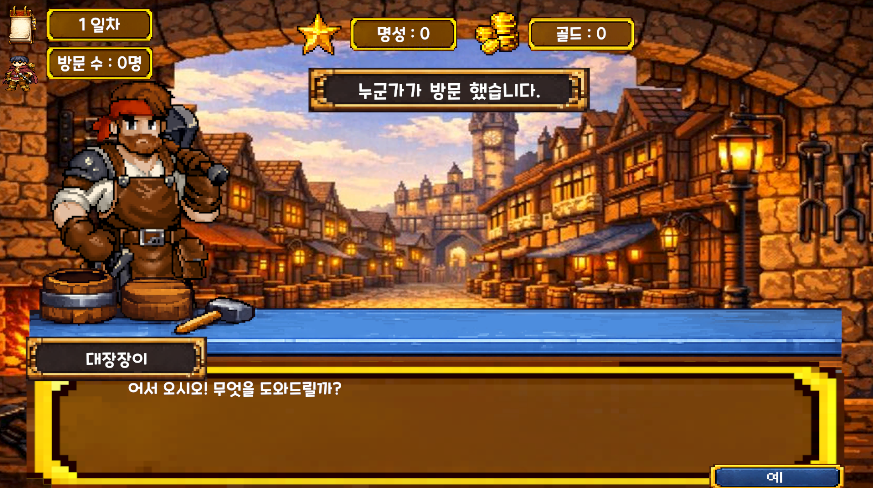 1일차
명성 : 0
골드 : 0
방문 수 : 0명
누군가가 방문 했습니다.
대장장이
어서 오시오! 무엇을 도와드릴까?
예